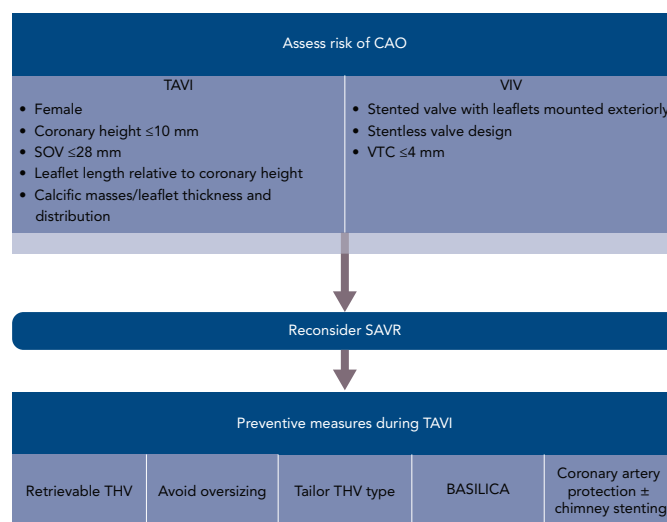 Assess risk of CAO
TAVI
• Female
• Coronary height ≤10 mm
• SOV ≤28 mm
• Leaflet length relative to coronary height
• Calcific masses/leaflet thickness and
distribution
VIV
• Stented valve with leaflets mounted exteriorly
• Stentless valve design
• VTC ≤4 mm
Reconsider SAVR
Preventive measures during TAVI
Retrievable THV
Avoid oversizing
Tailor THV type
BASILICA
Coronary artery
protection ±
chimney stenting